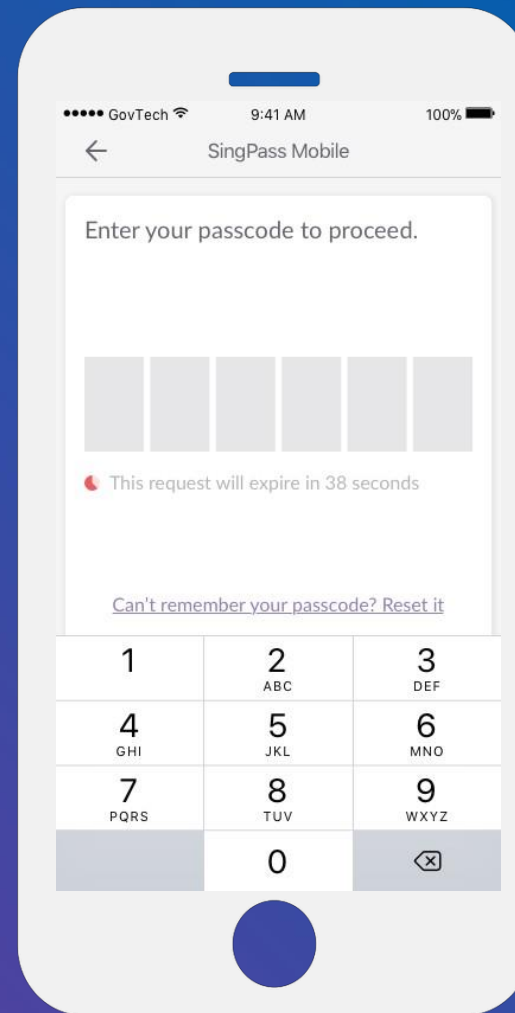 GovTech 9:41 AM 100%
SingPass Mobile
Enter your passcode to proceed.
This request will expire in 38 seconds
Can't remember your passcode? Reset it
1 2 3
ABC DEF
4 5 6
GHI JKL MNO
7 8 9
PQRS TUV WXYZ
0